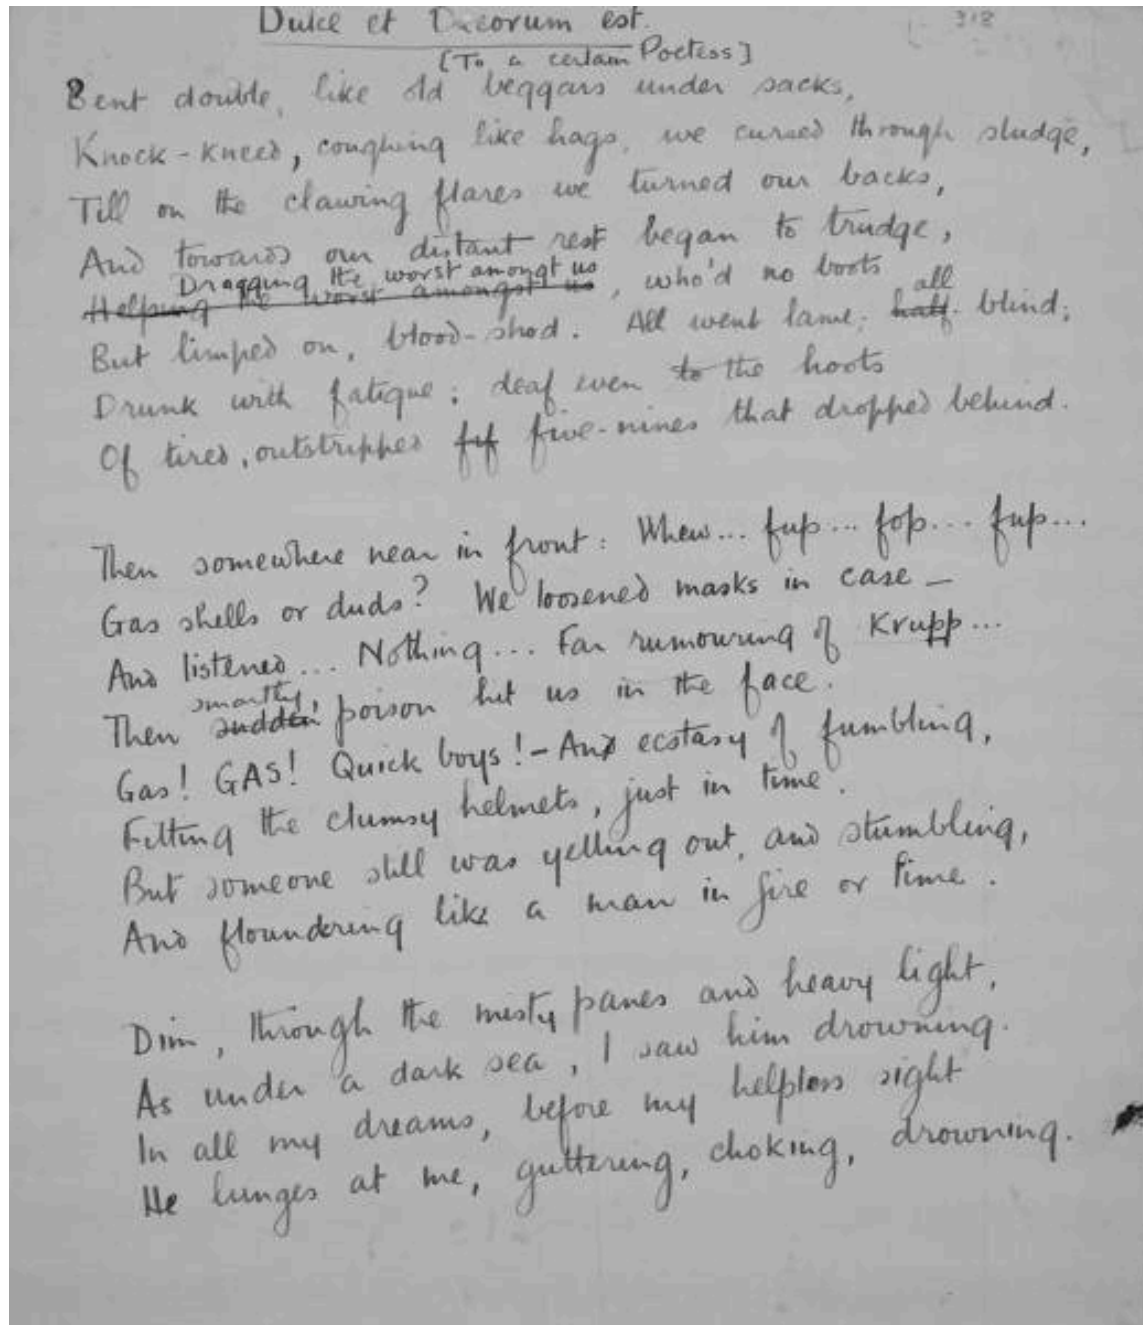 Dulce et Decorum est.
318
[To a certain Poetess]
Bent double, like old beggars under sacks,
Knock-kneed, coughing like hags, we cursed through sludge,
Till on the clawing flares we turned our backs,
And towards our distant rest began to trudge,
Dragging the worst amongt us
Helping the worst amongst us, who'd no boots
all
But limped on, blood-shod. All went lame; half blind;
Drunk with fatigue; deaf even to the hoots
Of tired, outstripped fif five-nines that dropped behind.
Then somewhere near in front: Whew... fup... fop... fup...
Gas shells or duds? We loosened masks in case—
And listened... Nothing... Far rumouring of Krupp...
smartly,
Then sudden poison hit us in the face.
Gas! GAS! Quick boys!—An ecstasy of fumbling,
Fitting the clumsy helmets, just in time.
But someone still was yelling out, and stumbling,
And floundering like a man in fire or lime.
Dim, through the misty panes and heavy light,
As under a dark sea, I saw him drowning.
In all my dreams, before my helpless sight
He lunges at me, guttering, choking, drowning.